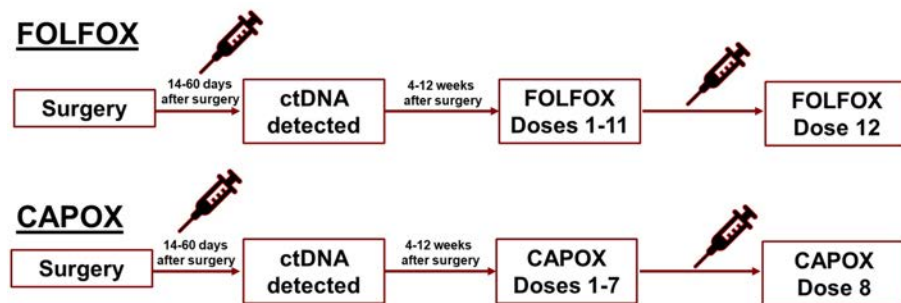 FOLFOX
14-60 days
after surgery
4-12 weeks
after surgery
Surgery
ctDNA
detected
FOLFOX
Doses 1-11
FOLFOX
Dose 12
CAPOX
14-60 days
after surgery
4-12 weeks
after surgery
Surgery
ctDNA
detected
CAPOX
Doses 1-7
CAPOX
Dose 8